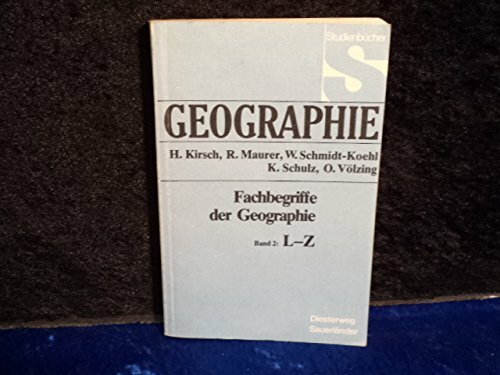 Studienbücher
S
GEOGRAPHIE
H. Kirsch, R. Maurer, W. Schmidt-Koehl
K. Schulz, O. Völzing
Fachbegriffe
der Geographie
Band 2: L–Z
Diesterweg
Sauerländer